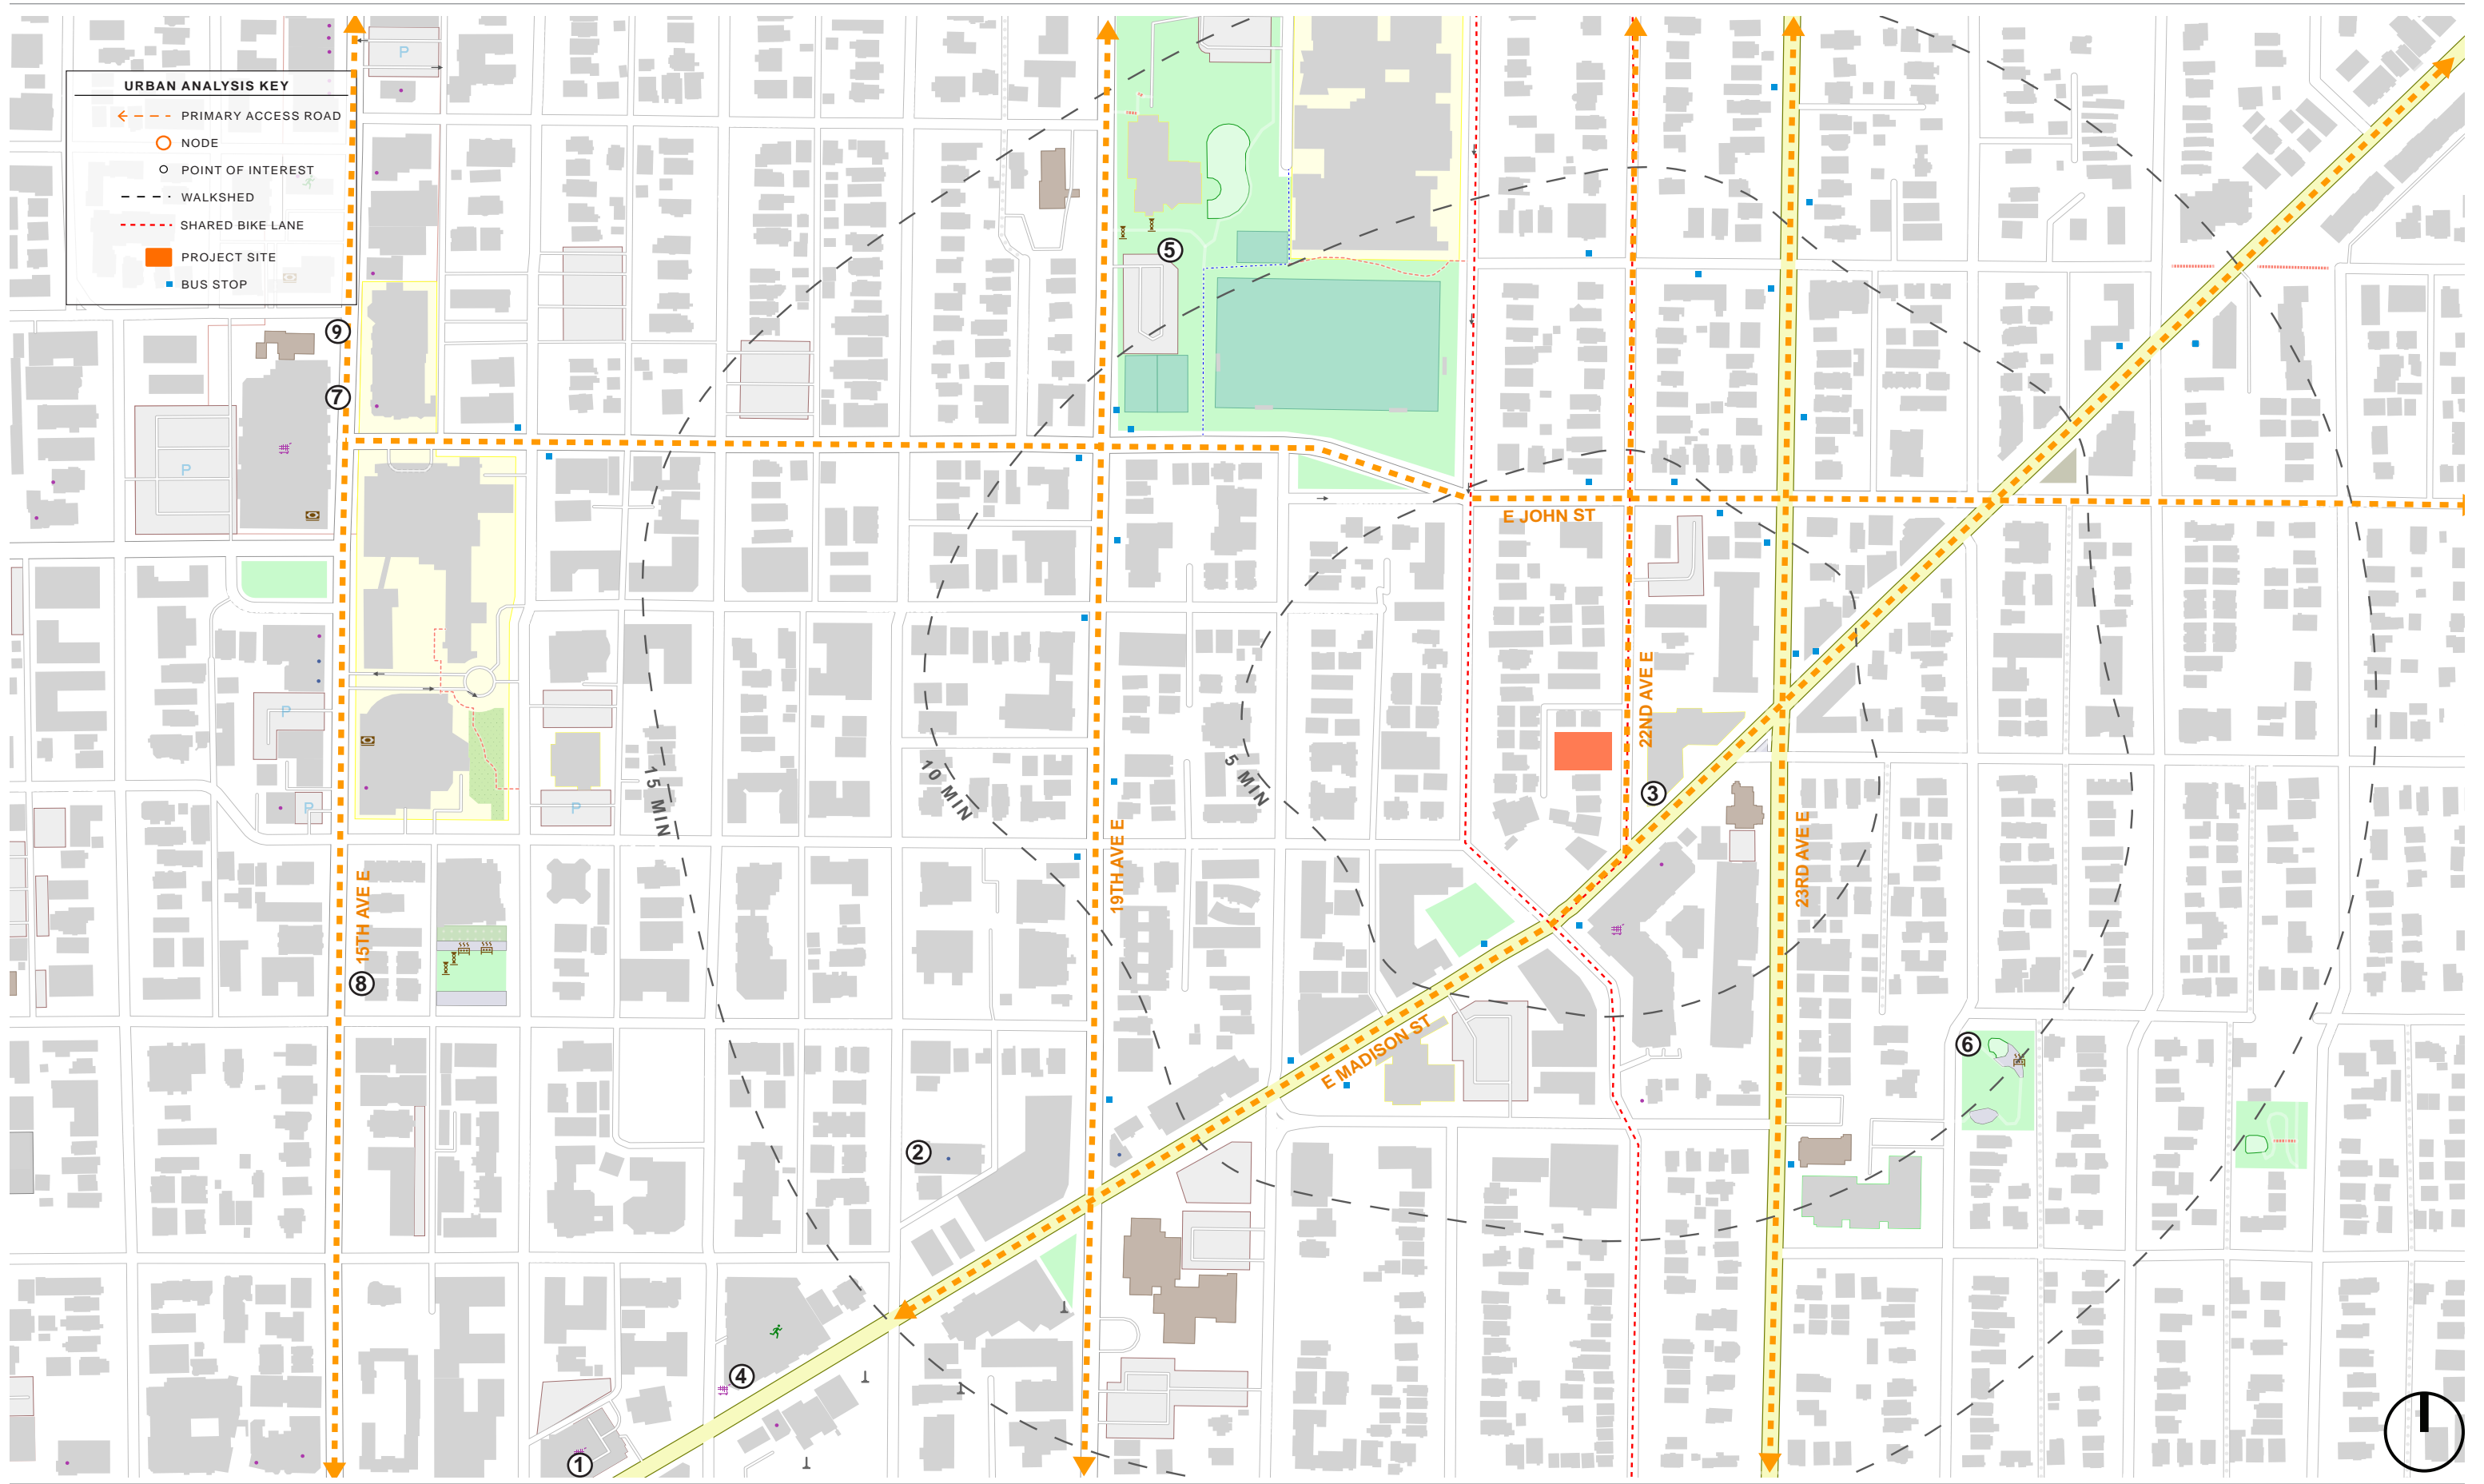 URBAN ANALYSIS KEY
PRIMARY ACCESS ROAD
NODE
POINT OF INTEREST
WALKSHED
SHARED BIKE LANE
PROJECT SITE
BUS STOP
P
5
9
7
P
E JOHN ST
22ND AVE E
P
15 MIN
10 MIN
5 MIN
3
P
P
19TH AVE E
23RD AVE E
15TH AVE E
8
E MADISON ST
6
2
4
1